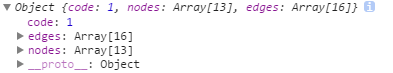 ▼ Object {code: 1, nodes: Array[13], edges: Array[16]} i
code: 1
▶ edges: Array[16]
▶ nodes: Array[13]
▶ __proto__: Object